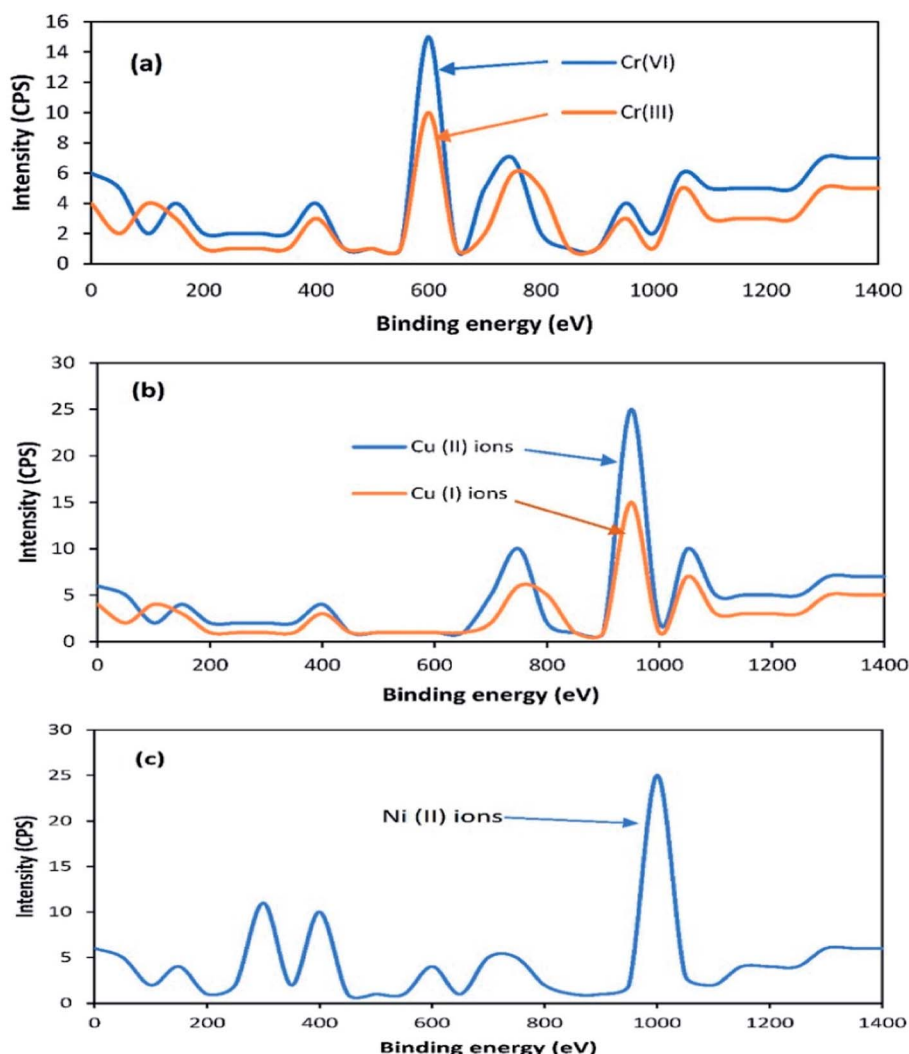 (a)
Intensity (CPS)
16
14
12
10
8
6
4
2
0
Cr(VI)
Cr(III)
0 200 400 600 800 1000 1200 1400
Binding energy (eV)
(b)
Intensity (CPS)
30
25
20
15
10
5
0
Cu (II) ions
Cu (I) ions
0 200 400 600 800 1000 1200 1400
Binding energy (eV)
(c)
Intensity (CPS)
30
25
20
15
10
5
0
Ni (II) ions
0 200 400 600 800 1000 1200 1400
Binding energy (eV)